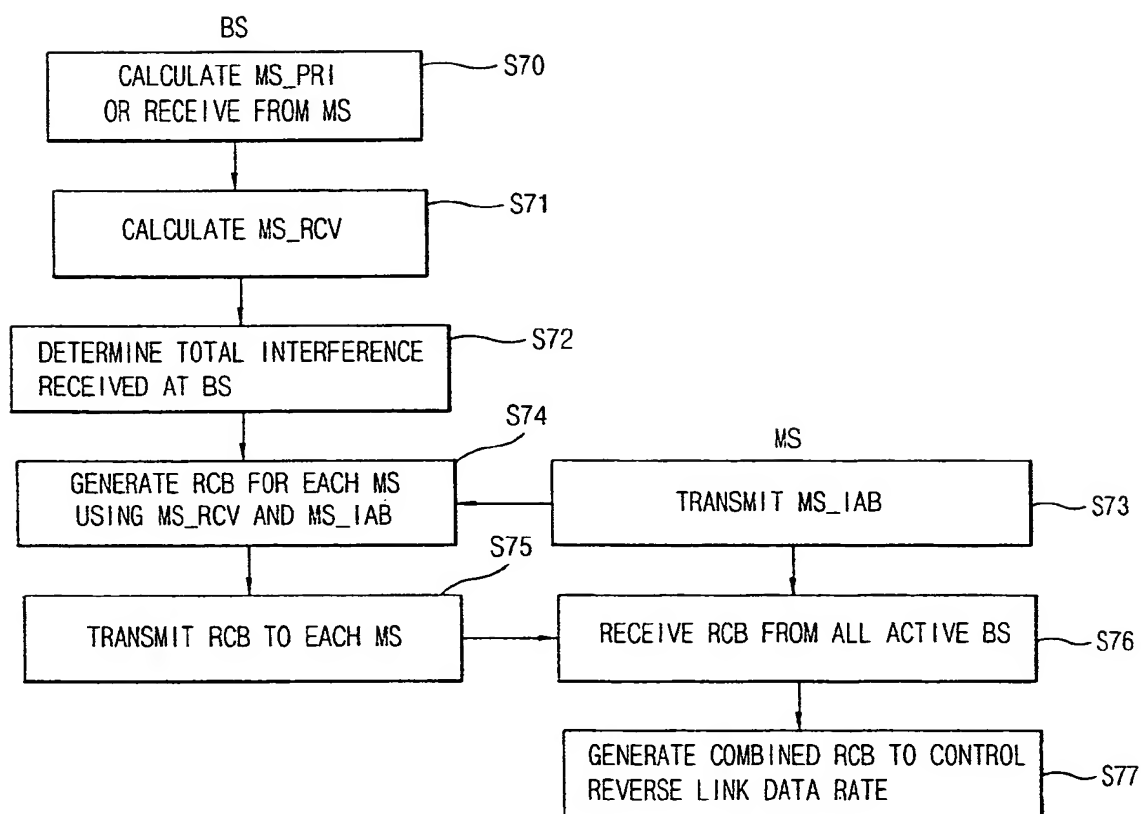 BS
CALCULATE MS_PRI
OR RECEIVE FROM MS
S70
CALCULATE MS_RCV
S71
DETERMINE TOTAL INTERFERENCE
RECEIVED AT BS
S72
GENERATE RCB FOR EACH MS
USING MS_RCV AND MS_IAB
S74
MS
TRANSMIT MS_IAB
S73
TRANSMIT RCB TO EACH MS
S75
RECEIVE RCB FROM ALL ACTIVE BS
S76
GENERATE COMBINED RCB TO CONTROL
REVERSE LINK DATA RATE
S77